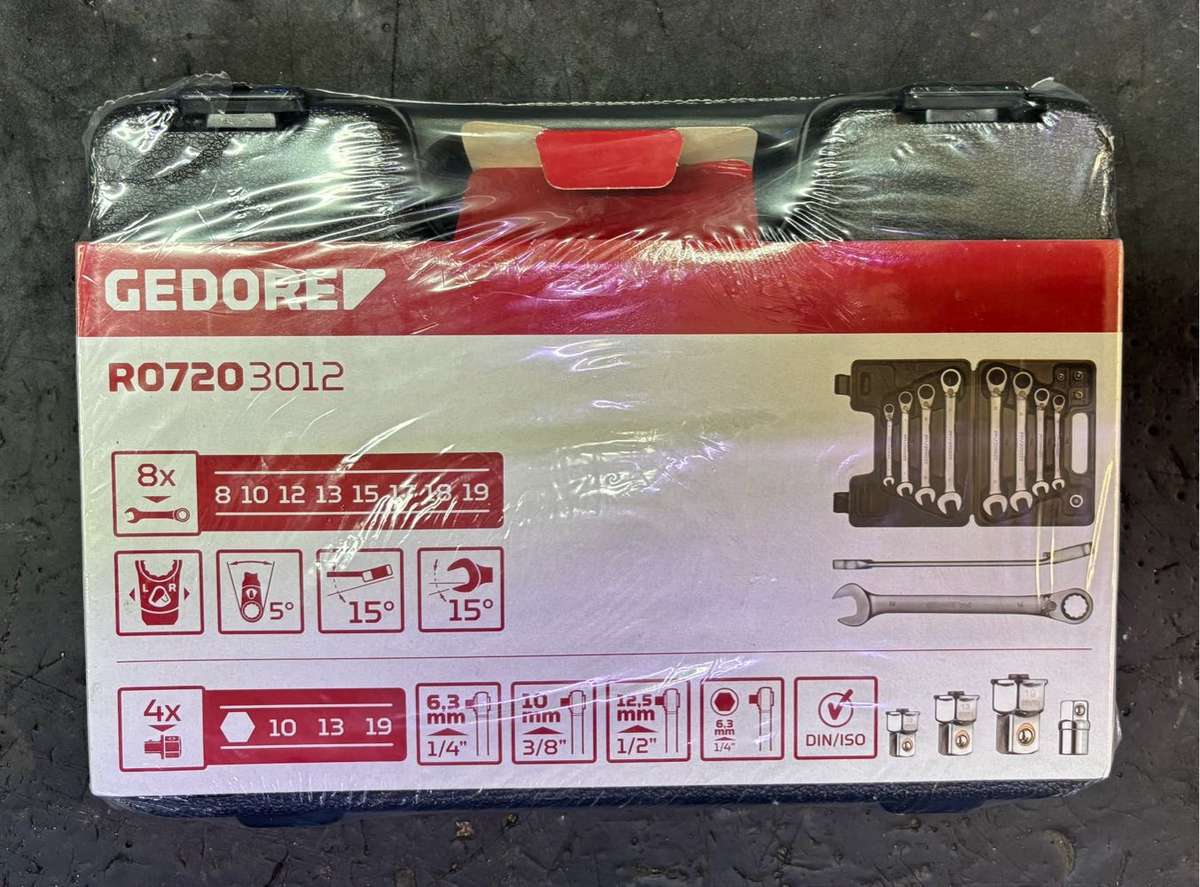 GEDORE
R07203012
8x
8 10 12 13 15 17 18 19
L R
5°
15°
15°
4x
10 13 19
6,3 mm 1/4"
10 mm 3/8"
12,5 mm 1/2"
6,3 mm 1/4"
DIN/ISO